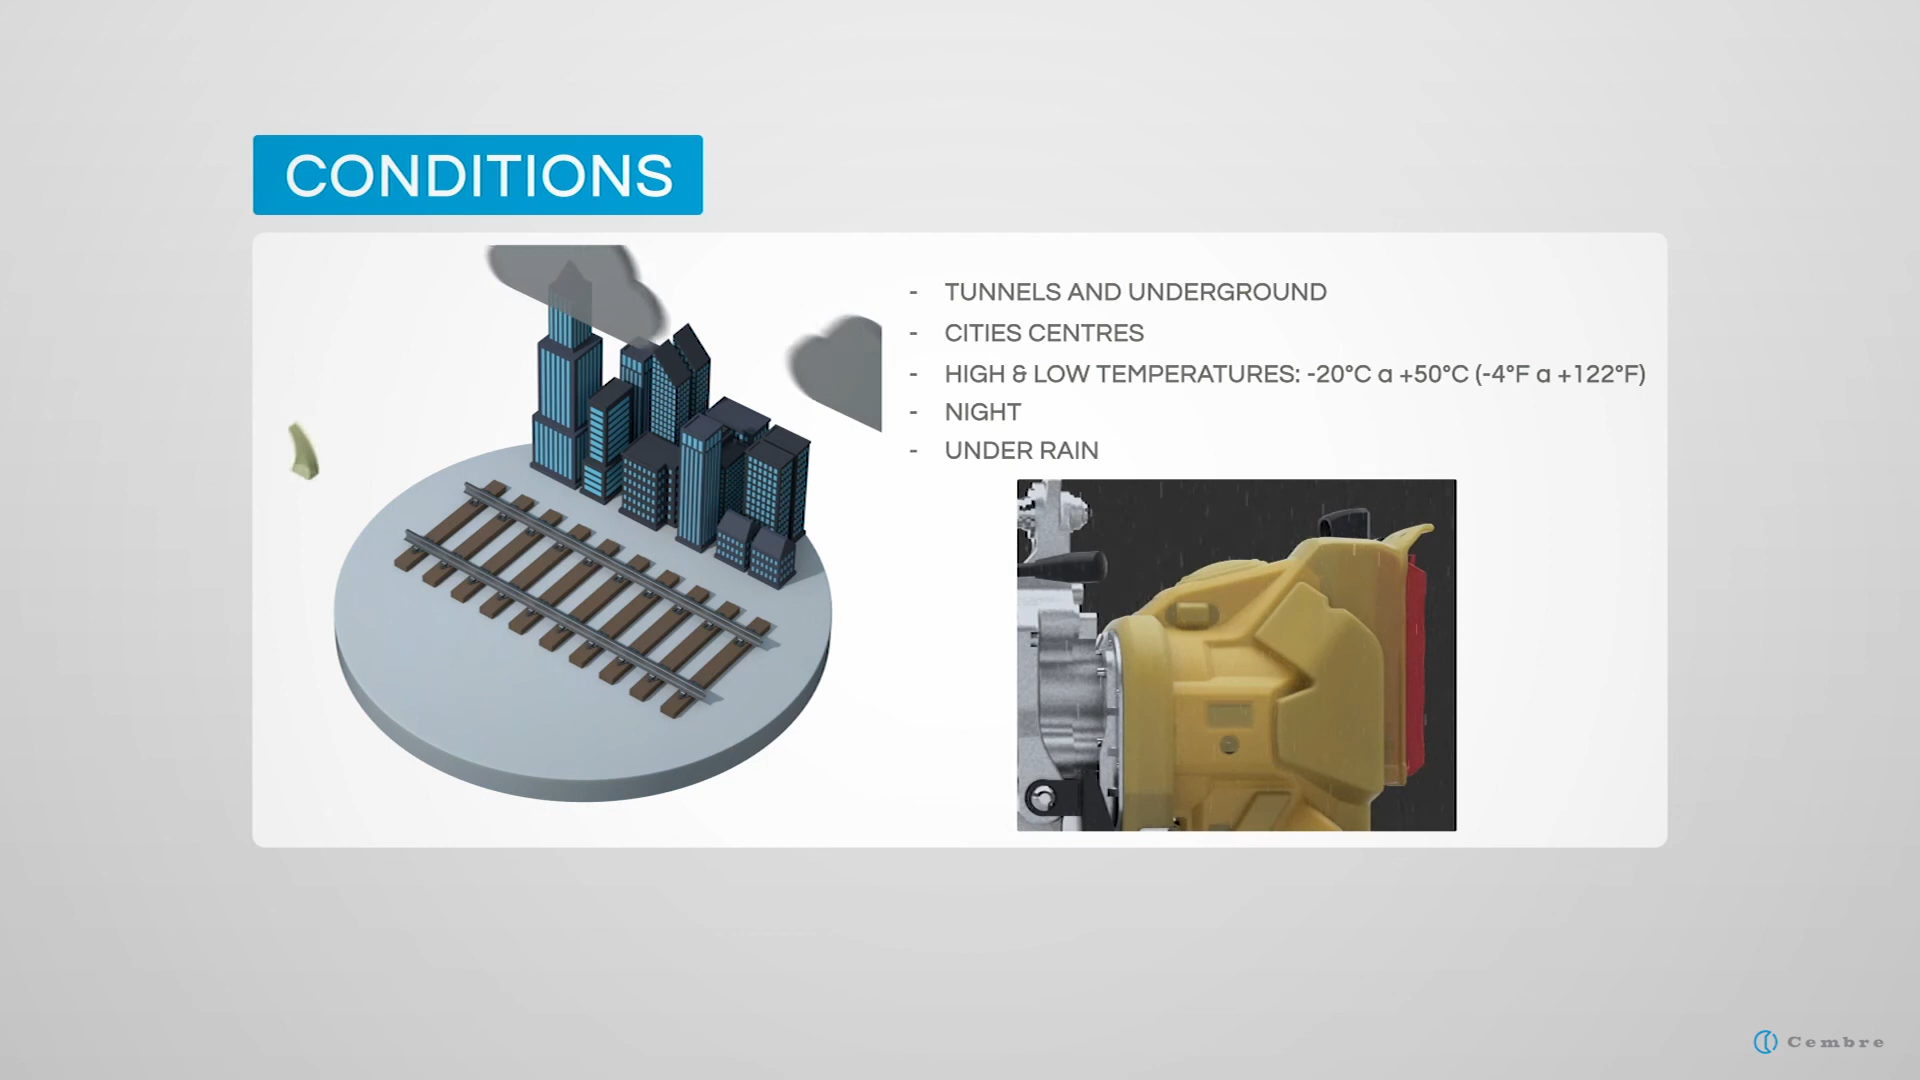 CONDITIONS
- TUNNELS AND UNDERGROUND
- CITIES CENTRES
- HIGH & LOW TEMPERATURES: -20°C a +50°C (-4°F a +122°F)
- NIGHT
- UNDER RAIN
Cembre